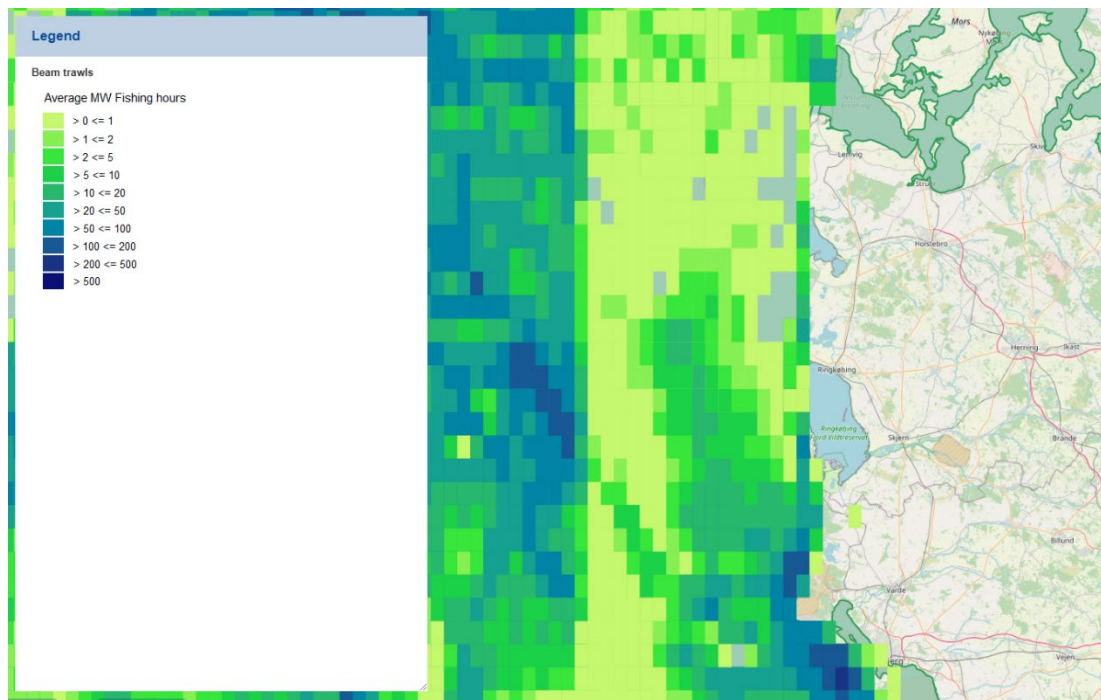 Legend
Beam trawls
Average MW Fishing hours
> 0 <= 1
> 1 <= 2
> 2 <= 5
> 5 <= 10
> 10 <= 20
> 20 <= 50
> 50 <= 100
> 100 <= 200
> 200 <= 500
> 500
Mors
Nykøbing
Lemvig
Skive
Struer
Holstebro
Herning
Ikast
Ringkøbing
Ringkøbing
Fjord Vildtreservat
Skjern
Brande
Billund
Varde
Vejen